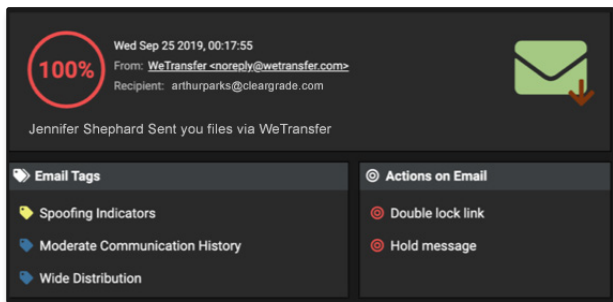 100%
Wed Sep 25 2019, 00:17:55
From: WeTransfer <noreply@wetransfer.com>
Recipient: arthurparks@cleargrade.com
Jennifer Shephard Sent you files via WeTransfer
Email Tags
Spoofing Indicators
Moderate Communication History
Wide Distribution
Actions on Email
Double lock link
Hold message